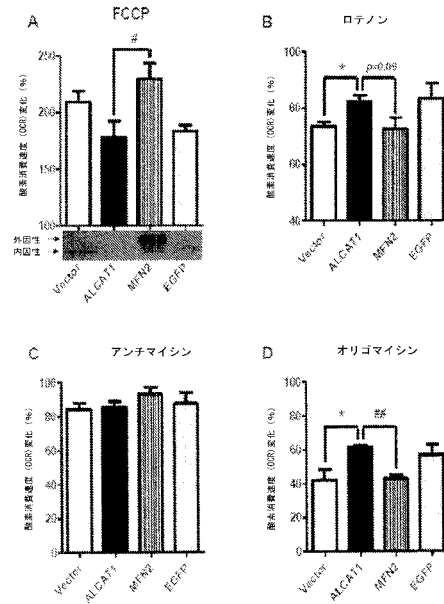 A
FCCP
酸素消費速度 (OCR) 変化 (%)
250
200
150
100
#
外因性
内因性
Vector
ALCAT1
MFN2
EGFP
B
ロテノン
酸素消費速度 (OCR) 変化 (%)
80
60
40
*
Vector
ALCAT1
MFN2
EGFP
C
アンチマイシン
酸素消費速度 (OCR) 変化 (%)
100
80
60
40
20
0
Vector
ALCAT1
MFN2
EGFP
D
オリゴマイシン
酸素消費速度 (OCR) 変化 (%)
100
80
60
40
20
0
*
##
Vector
ALCAT1
MFN2
EGFP